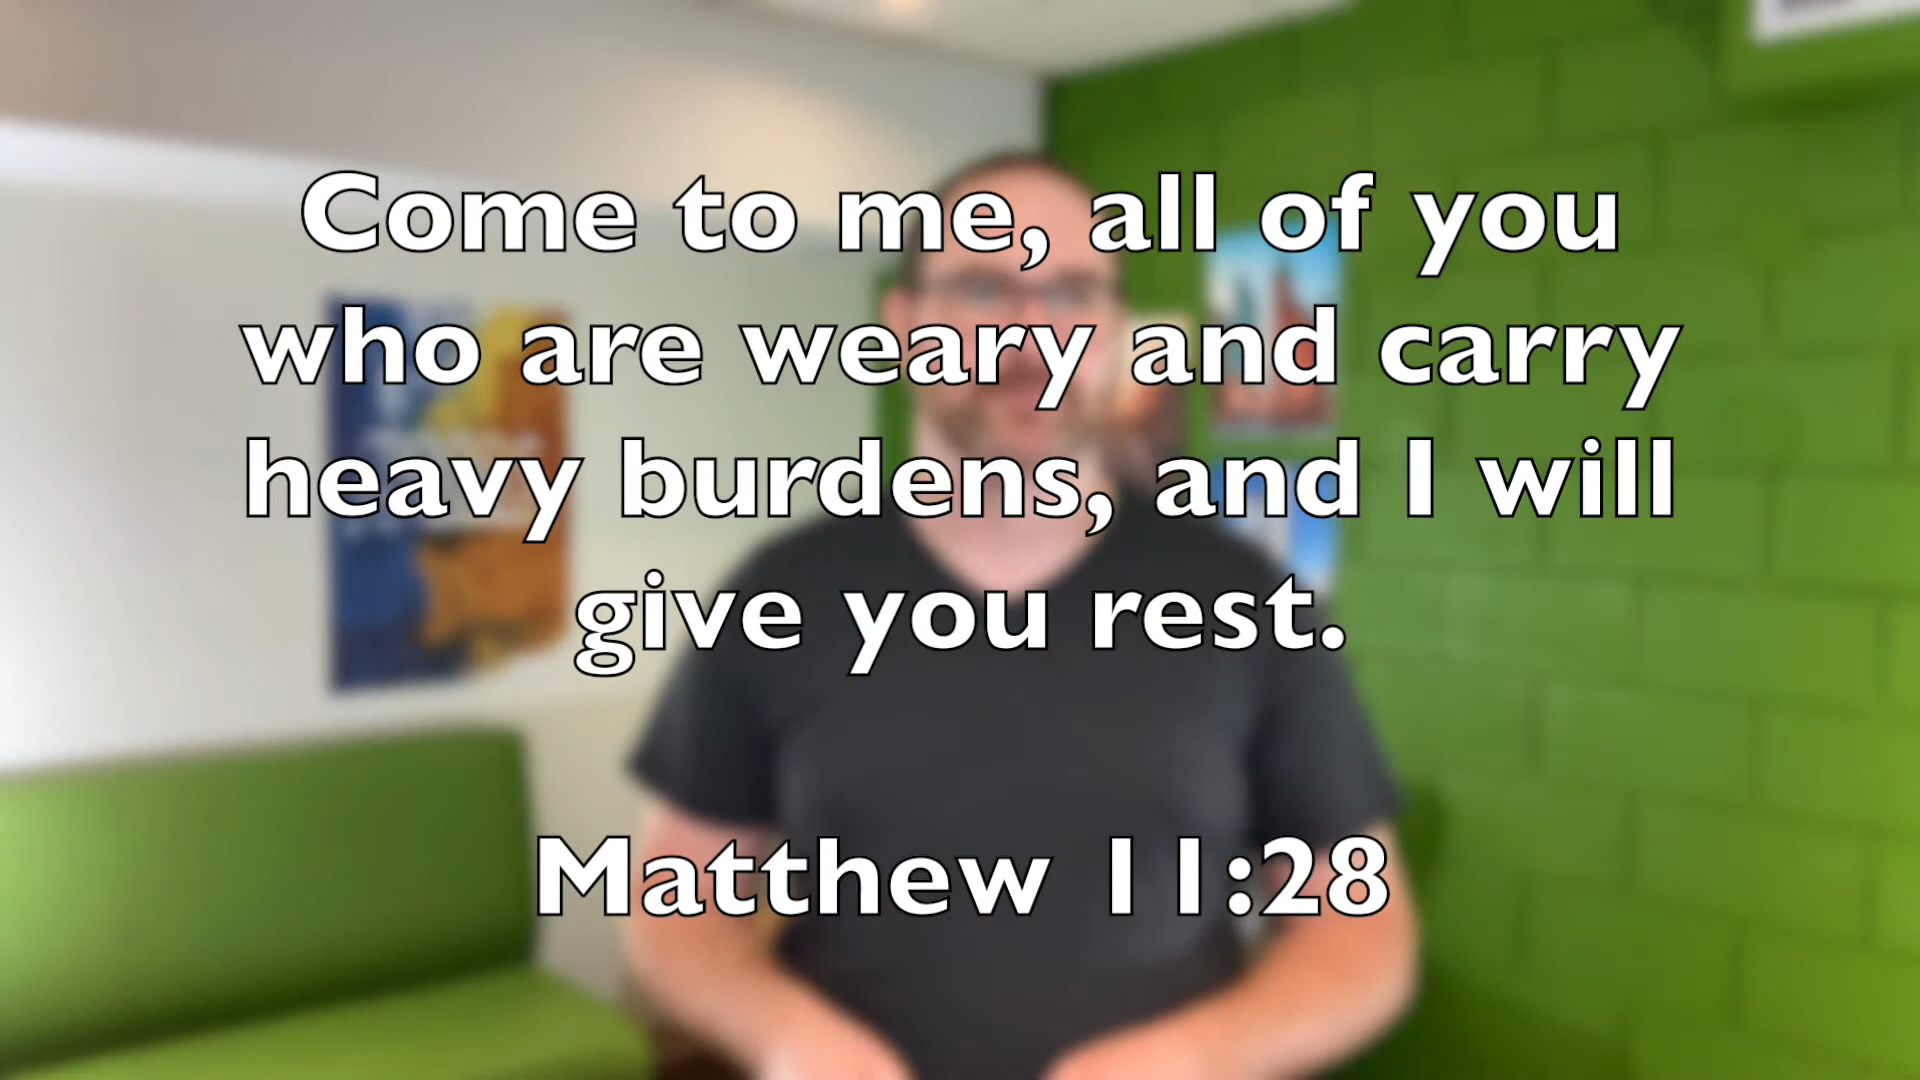 Come to me, all of you
who are weary and carry
heavy burdens, and I will
give you rest.
Matthew 11:28